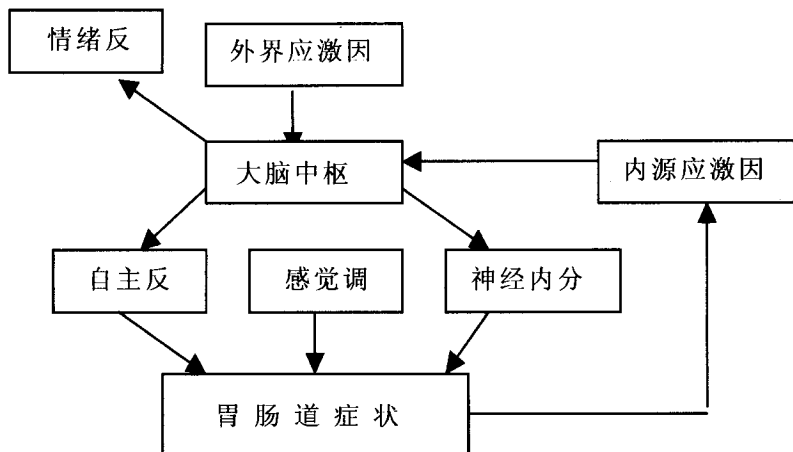 情绪反
外界应激因
大脑中枢
内源应激因
自主反
感觉调
神经内分
胃肠道症状